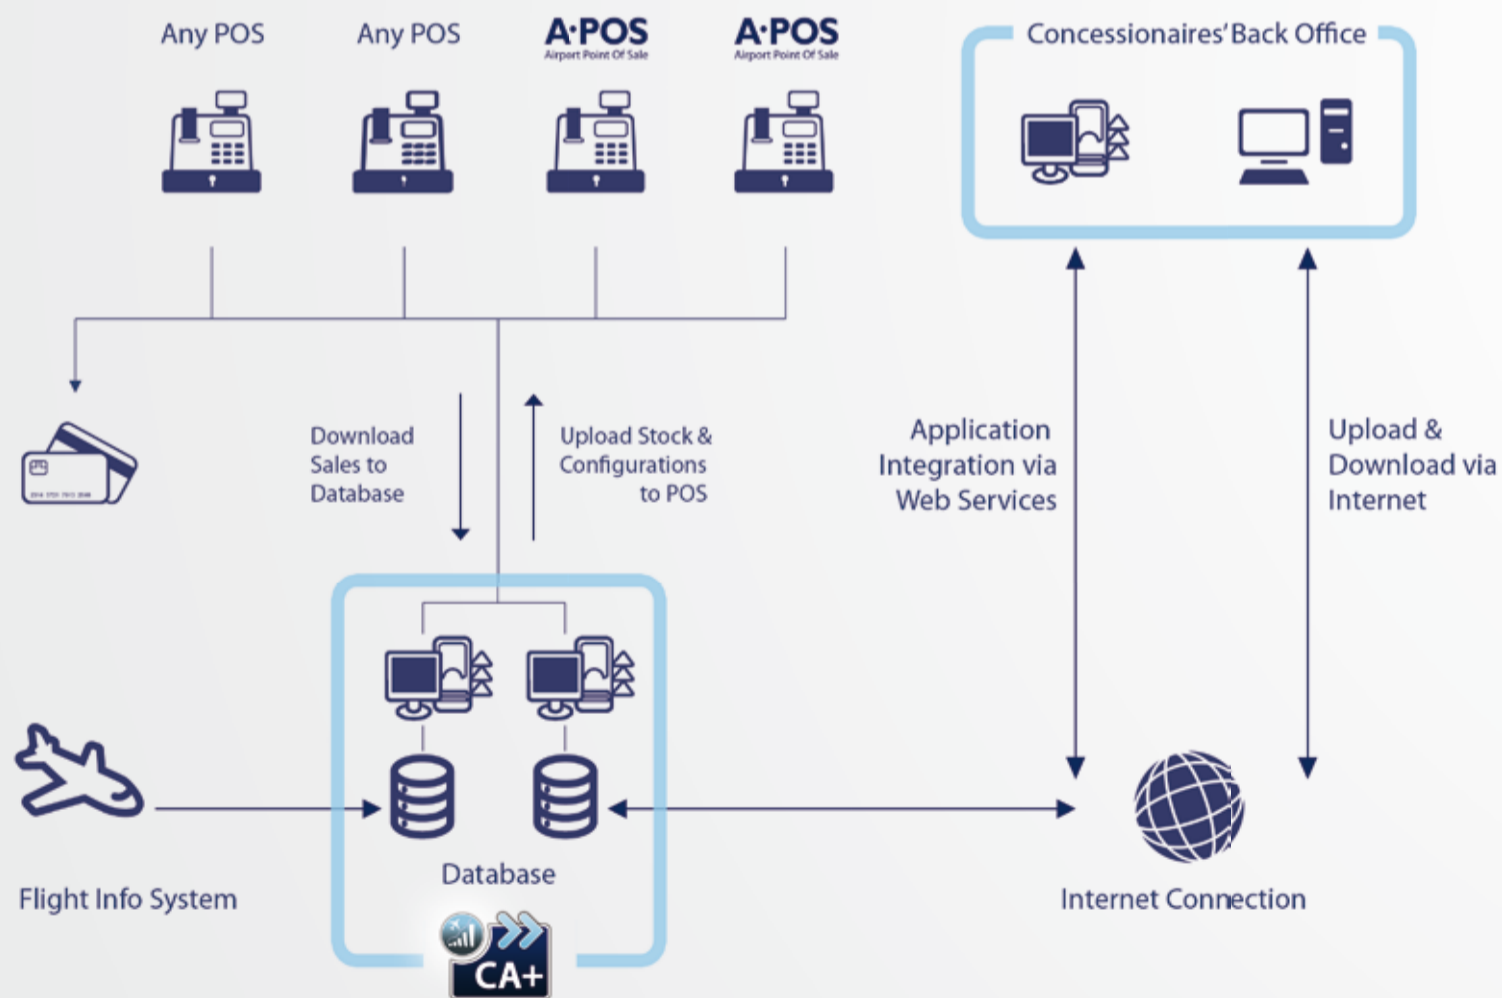 Any POS
Any POS
A·POS
Airport Point Of Sale
A·POS
Airport Point Of Sale
Concessionaires' Back Office
Download
Sales to
Database
Upload Stock &
Configurations
to POS
Application
Integration via
Web Services
Upload &
Download via
Internet
Flight Info System
Database
CA+
Internet Connection